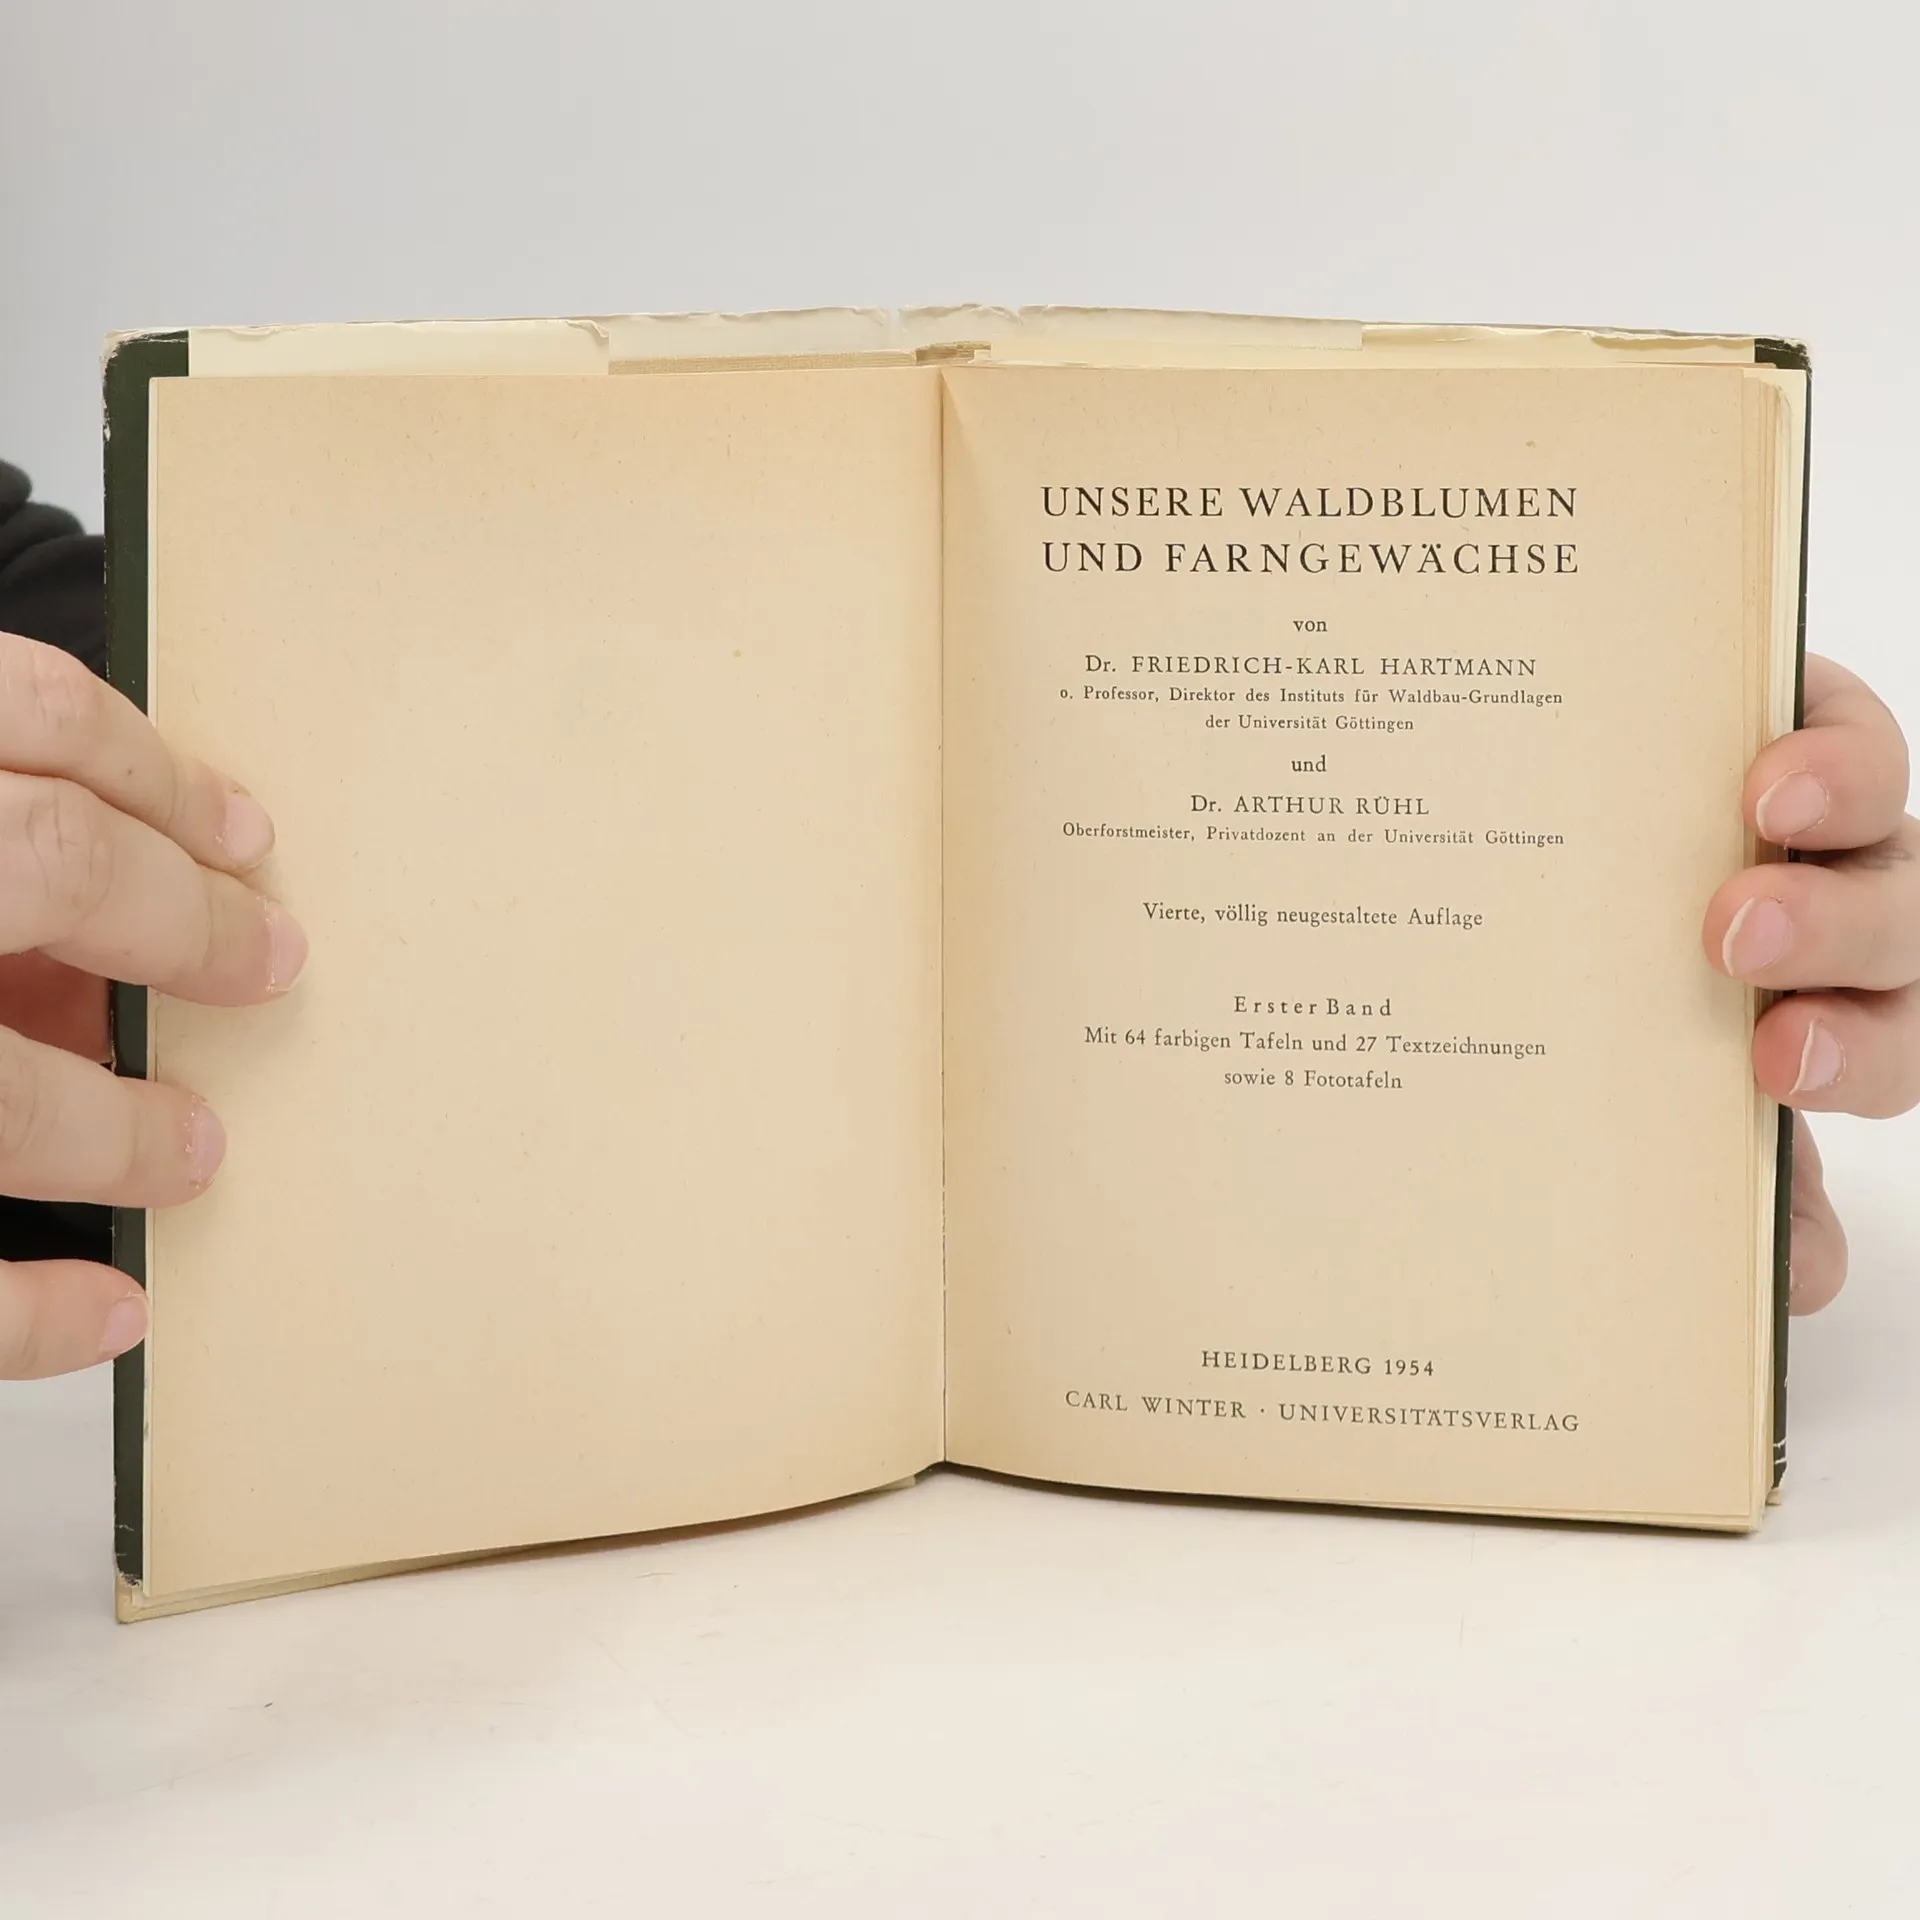 UNSERE WALDBLUMEN
UND FARNGEWÄCHSE
von
Dr. FRIEDRICH-KARL HARTMANN
o. Professor, Direktor des Instituts für Waldbau-Grundlagen
der Universität Göttingen
und
Dr. ARTHUR RÜHL
Oberforstmeister, Privatdozent an der Universität Göttingen
Vierte, völlig neugestaltete Auflage
Erster Band
Mit 64 farbigen Tafeln und 27 Textzeichnungen
sowie 8 Fototafeln
HEIDELBERG 1954
CARL WINTER · UNIVERSITÄTSVERLAG